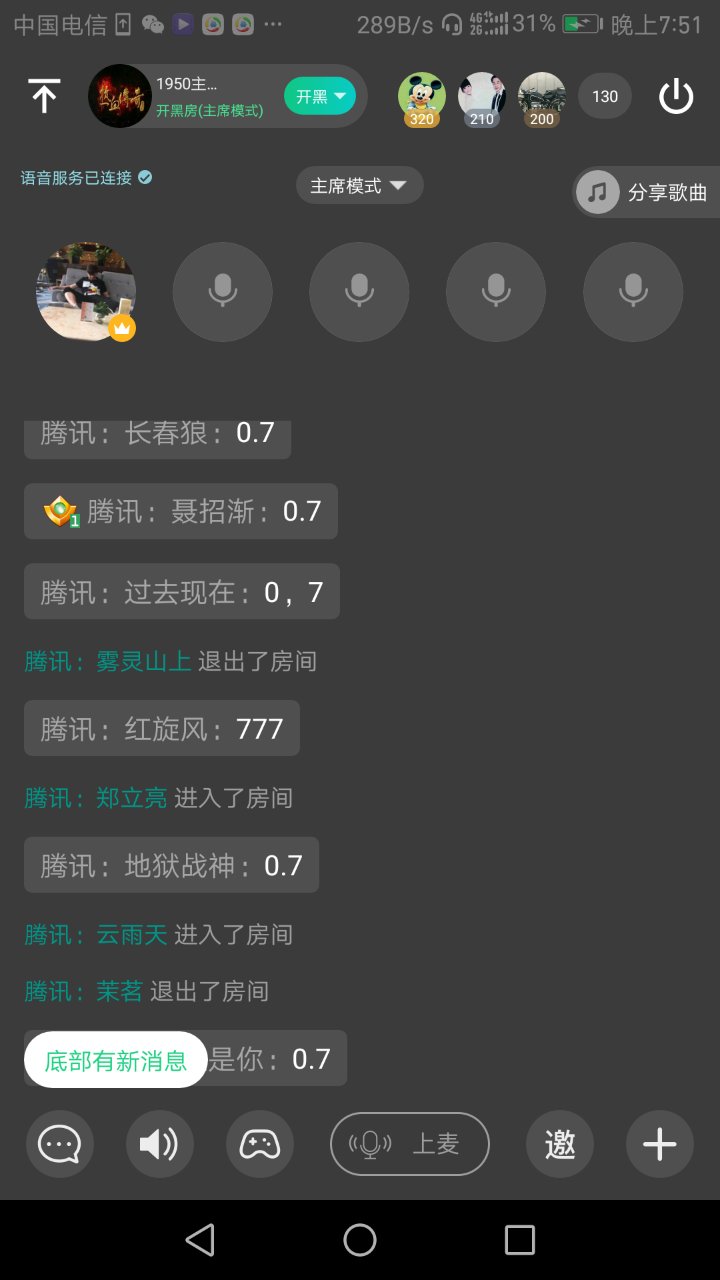 中国电信 289B/s 4G 2G 31% 晚上7:51
1950主...
开黑房(主席模式)
开黑
320 210 200 130
语音服务已连接
主席模式
分享歌曲
腾讯：长春狼：0.7
1 腾讯：聂招渐：0.7
腾讯：过去现在：0，7
腾讯：雾灵山上 退出了房间
腾讯：红旋风：777
腾讯：郑立亮 进入了房间
腾讯：地狱战神：0.7
腾讯：云雨天 进入了房间
腾讯：茉茗 退出了房间
底部有新消息 是你：0.7
上麦 邀